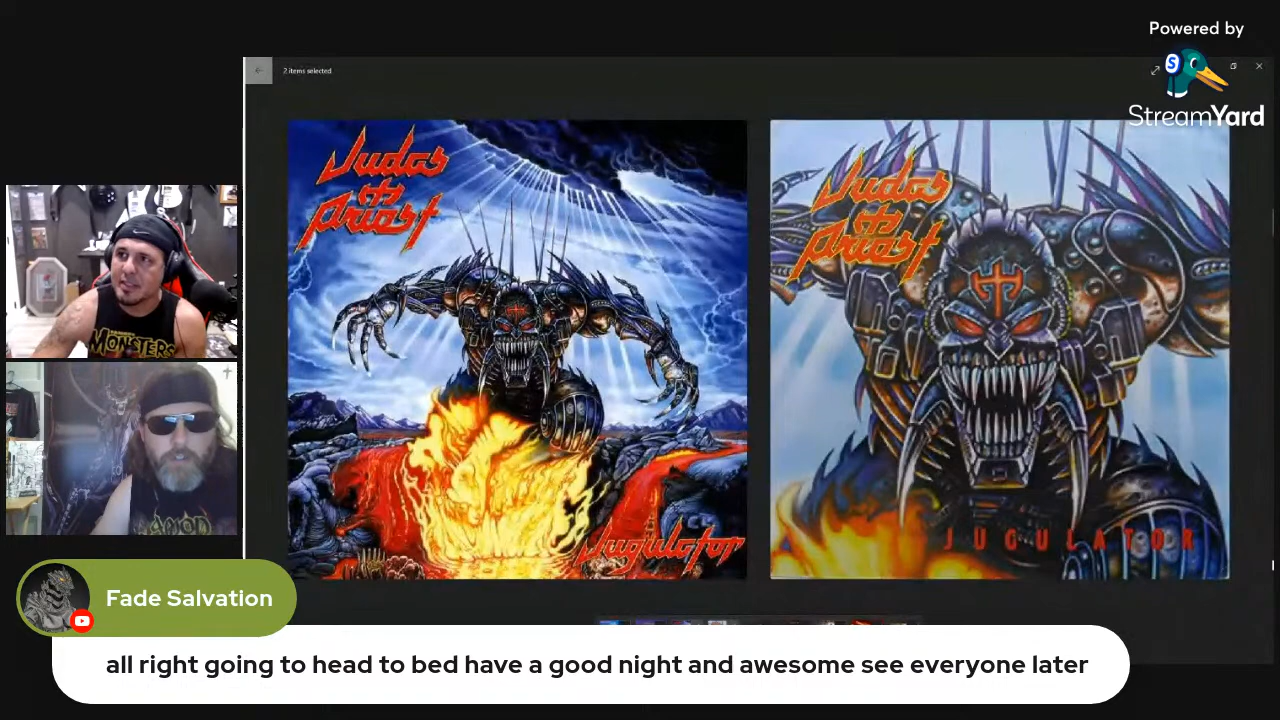 Powered by
StreamYard
2 items selected
Judas
Priest
Jugulator
Judas
Priest
JUGULATOR
MONSTERS
Fade Salvation
all right going to head to bed have a good night and awesome see everyone later